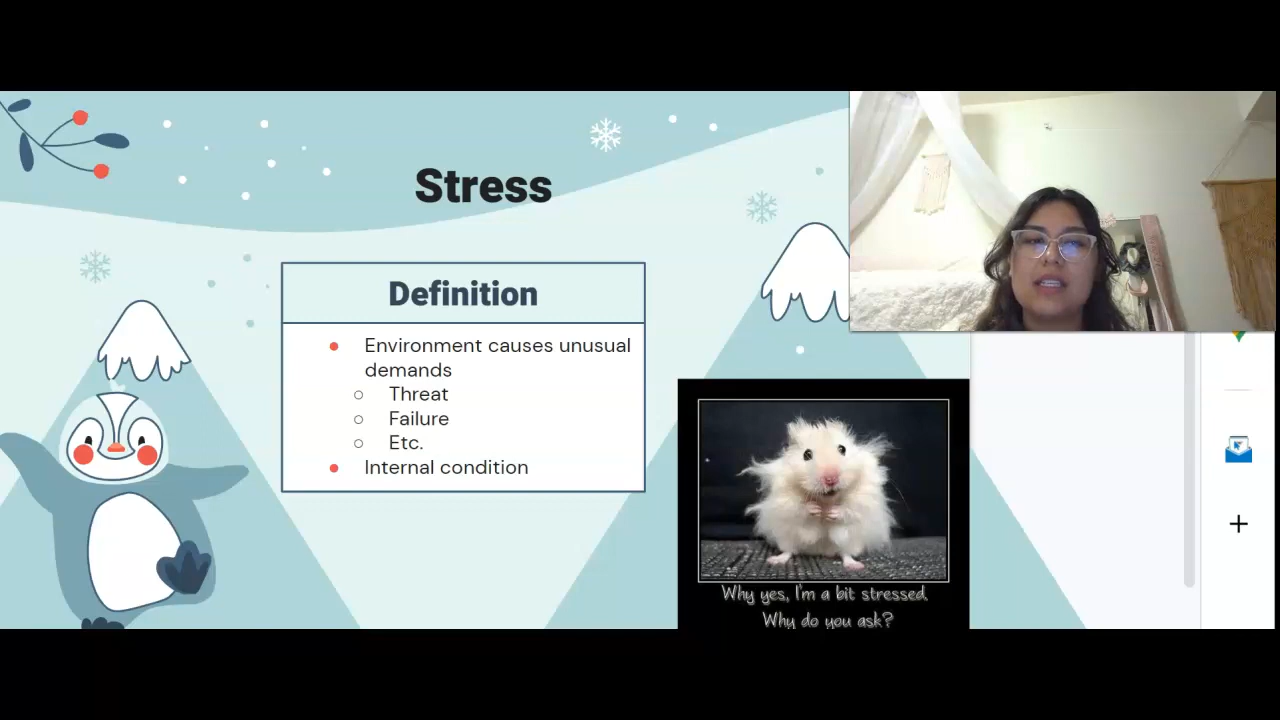 Stress
Definition
Environment causes unusual
demands
Threat
Failure
Etc.
Internal condition
Why yes, I'm a bit stressed.
Why do you ask?